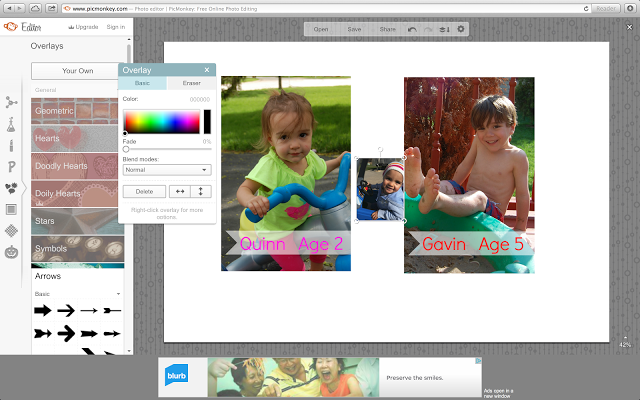 www.picmonkey.com — Photo editor | PicMonkey: Free Online Photo Editing
Reader
Editor
Upgrade
Sign in
Open
Save
Share
Overlays
Your Own
General
Geometric
Hearts
Doodly Hearts
Doily Hearts
Stars
Symbols
Arrows
Basic
Overlay
Basic
Eraser
Color:
000000
Fade
0%
Blend modes:
Normal
Delete
Right-click overlay for more
options.
Quinn Age 2
Gavin Age 5
42%
blurb
Preserve the smiles.
Ads open in a
new window